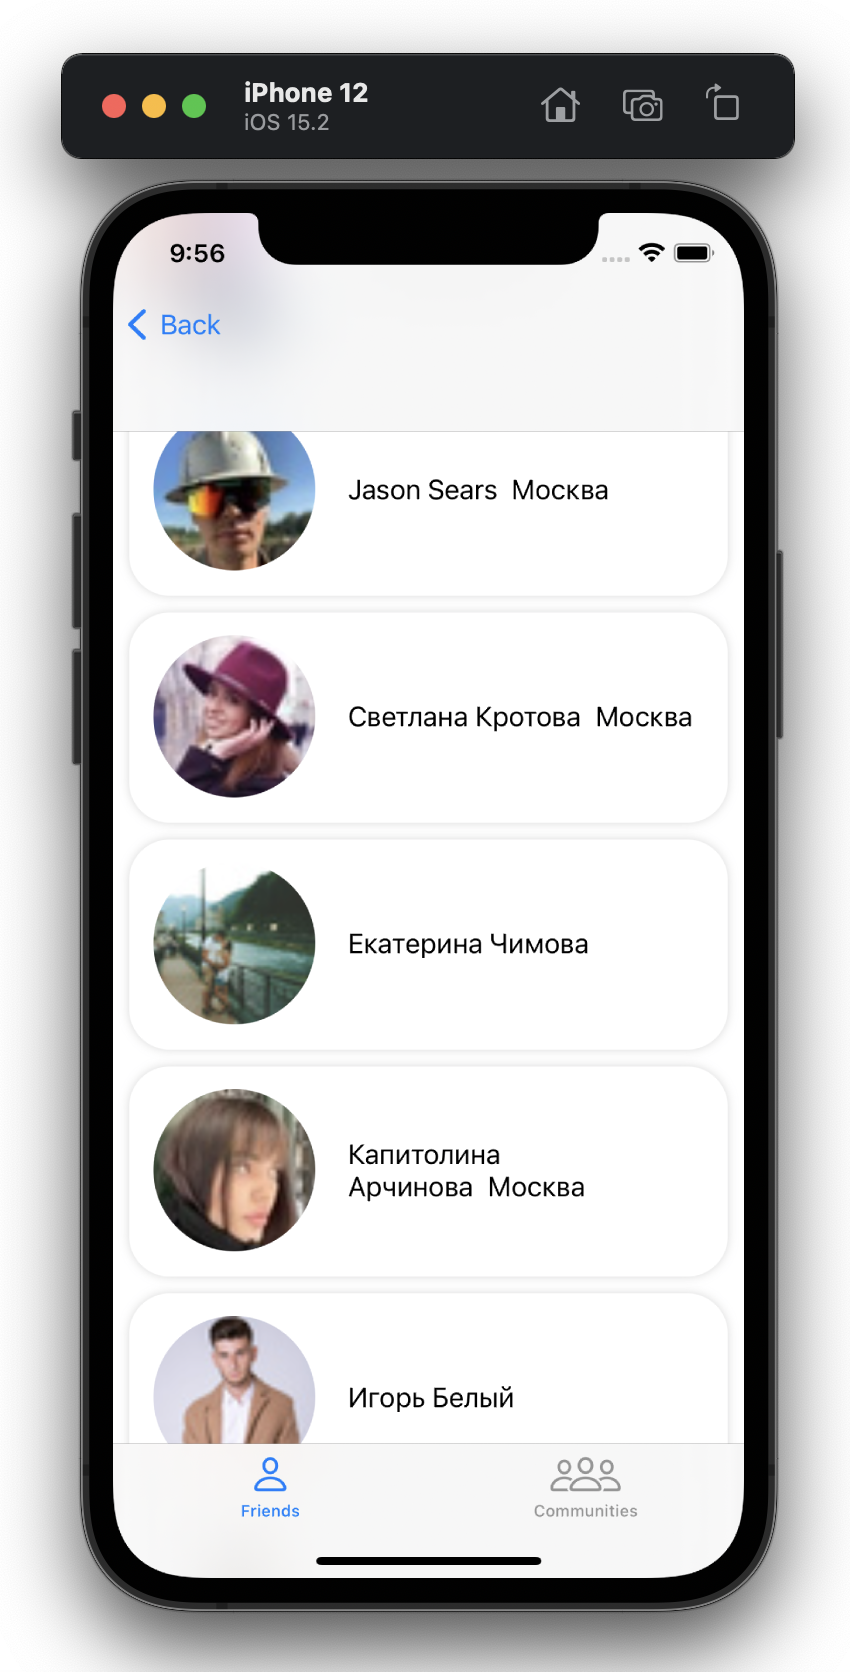 iPhone 12
iOS 15.2
9:56
Back
Jason Sears  Москва
Светлана Кротова  Москва
Екатерина Чимова
Капитолина
Арчинова  Москва
Игорь Белый
Friends
Communities